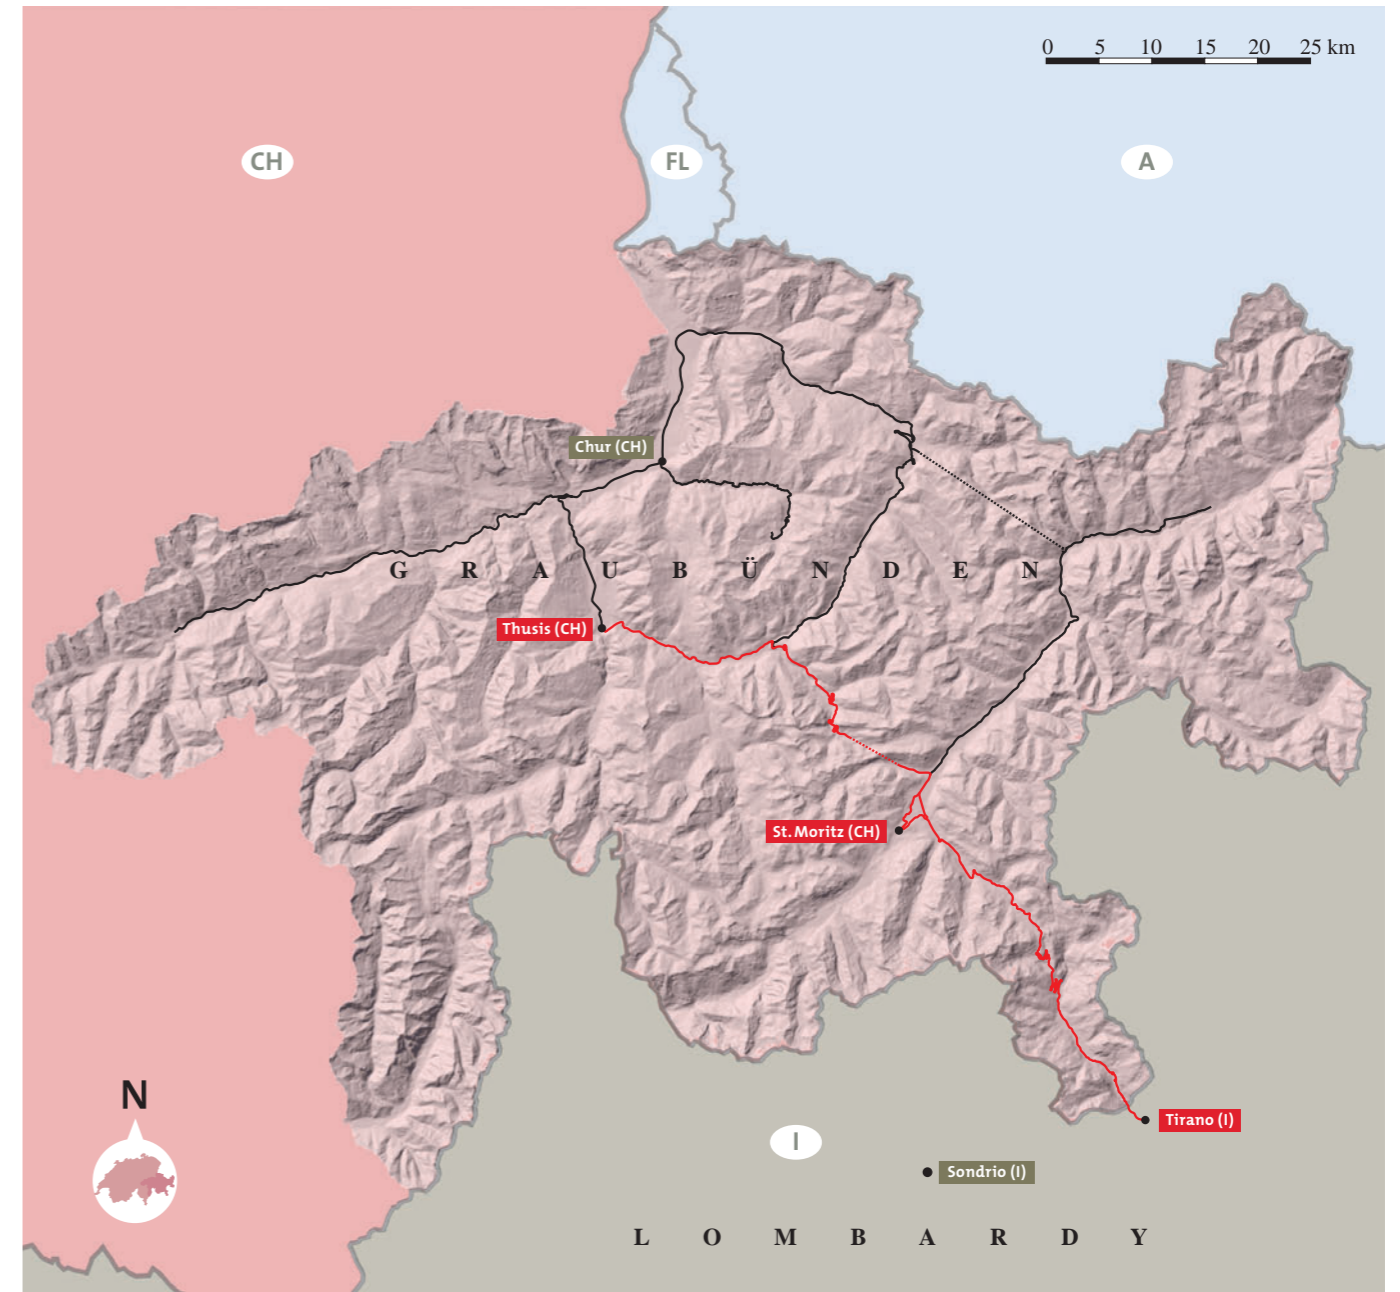 0 5 10 15 20 25 km
CH
FL
A
Chur (CH)
G R A U B Ü N D E N
Thusis (CH)
St. Moritz (CH)
N
Tirano (I)
I
Sondrio (I)
L O M B A R D Y